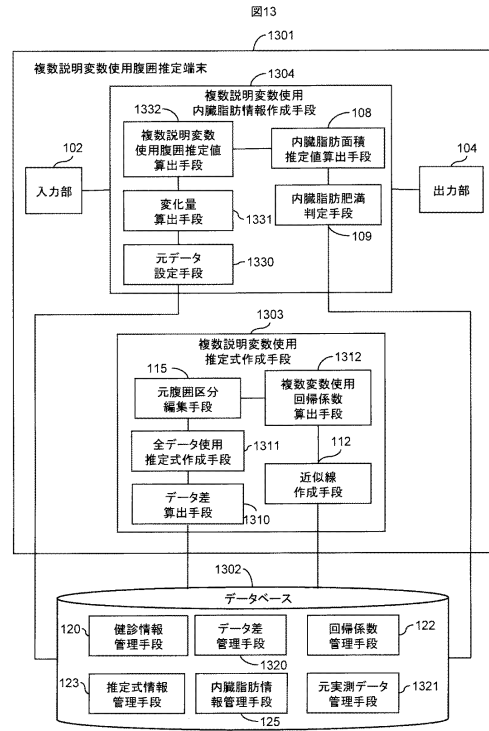 図13
1301
複数説明変数使用腹囲推定端末
1304
複数説明変数使用
内臓脂肪情報作成手段
1332
複数説明変数
使用腹囲推定値
算出手段
108
内臓脂肪面積
推定値算出手段
102
入力部
104
出力部
変化量
算出手段
1331
内臓脂肪肥満
判定手段
109
元データ
設定手段
1330
1303
複数説明変数使用
推定式作成手段
115
元腹囲区分
編集手段
1312
複数変数使用
回帰係数
算出手段
全データ使用
推定式作成手段
1311
112
近似線
作成手段
データ差
算出手段
1310
1302
データベース
120
健診情報
管理手段
データ差
管理手段
1320
回帰係数
管理手段
122
123
推定式情報
管理手段
内臓脂肪情
報管理手段
125
元実測データ
管理手段
1321